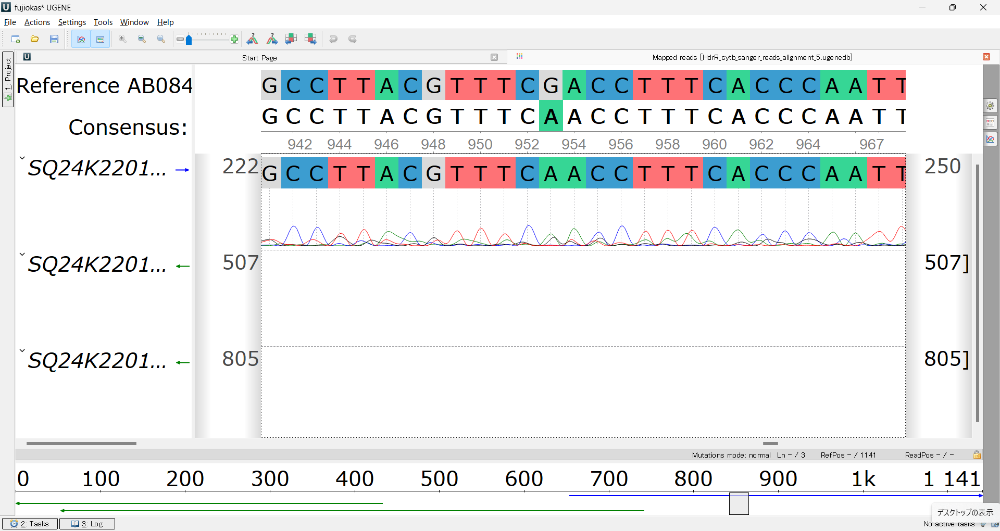 fujiokas* UGENE
File Actions Settings Tools Window Help
1: Project
Start Page
Mapped reads [HdrR_cytb_sanger_reads_alignment_5.ugenedb]
Reference AB084
G C C T T A C G T T T C G A C C T T T C A C C C A A T T
Consensus:
G C C T T A C G T T T C A A C C T T T C A C C C A A T T
942 944 946 948 950 952 954 956 958 960 962 964 967
SQ24K2201...
222
G C C T T A C G T T T C A A C C T T T C A C C C A A T T
250
SQ24K2201...
507
507]
SQ24K2201...
805
805]
Mutations mode: normal Ln - / 3 RefPos - / 1141 ReadPos - / -
0 100 200 300 400 500 600 700 800 900 1k 1 141
デスクトップの表示
2: Tasks
3: Log
No active tasks